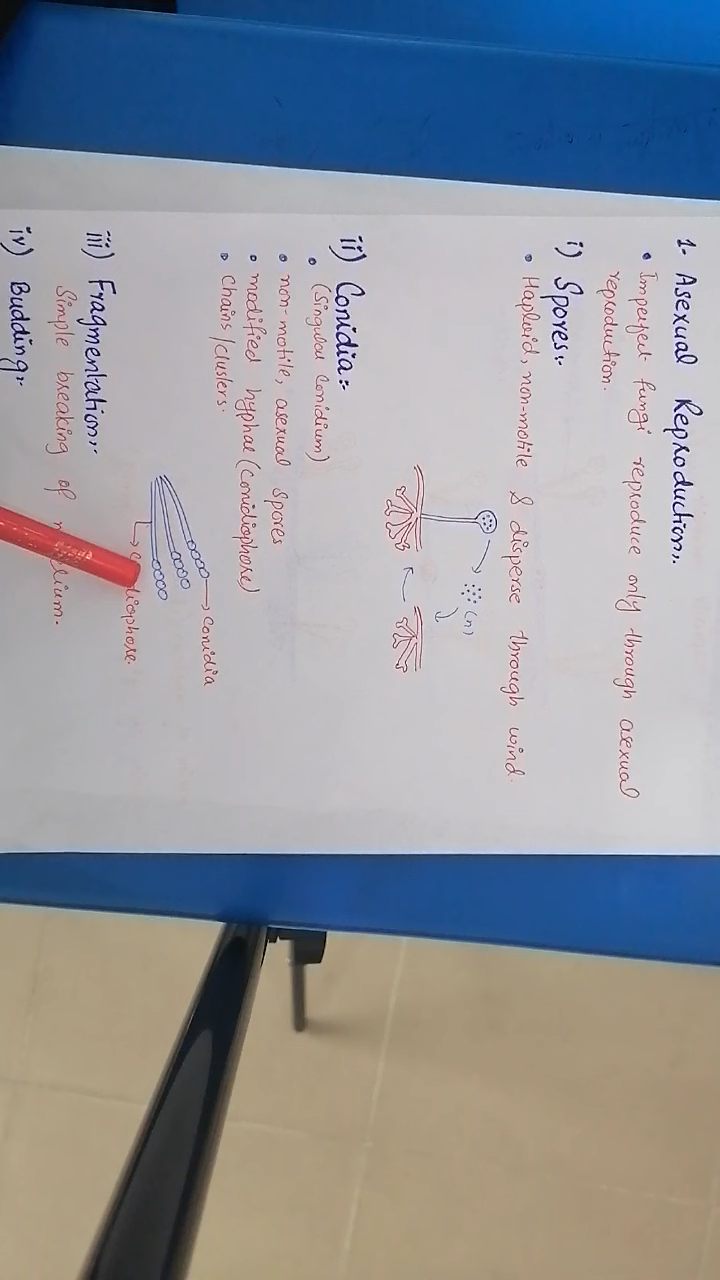 1- Asexual Reproduction:-
• Imperfect fungi reproduce only through asexual
reproduction.
i) Spores:-
• Haploid, non-motile & disperse through wind.
(n)
ii) Conidia:-
• (Singular Conidium)
• non-motile, asexual spores
• modified hyphal (Conidiophore)
• chains/clusters.
→ Conidia
iii) Fragmentation:-
Simple breaking of
iv) Budding:-